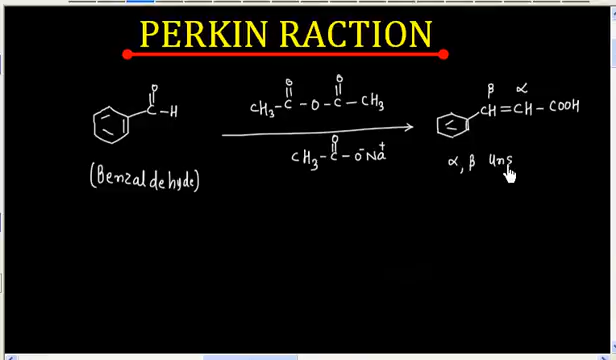 PERKIN RACTION
O
C-H
CH₃-C-O-C-CH₃
O O
CH₃-C-O⁻Na⁺
O
β α
CH=CH-COOH
(Benzaldehyde)
α, β Uns